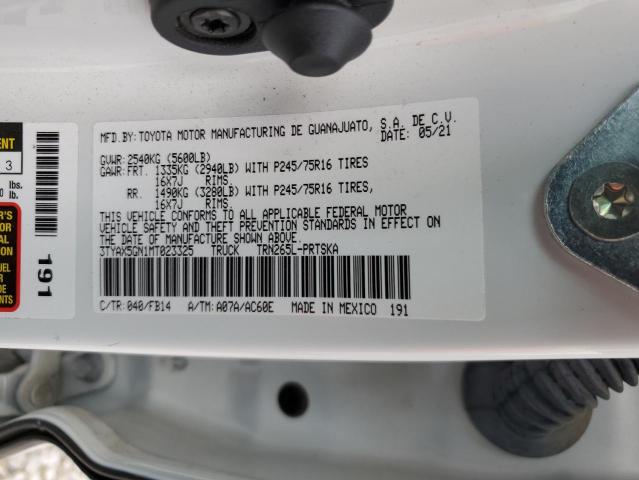 MFD.BY:TOYOTA MOTOR MANUFACTURING DE GUANAJUATO, S.A. DE C.V.
DATE: 05/21
GVWR:2540KG (5600LB)
GAWR:FRT. 1335KG (2940LB) WITH P245/75R16 TIRES
16X7J RIMS,
RR. 1490KG (3280LB) WITH P245/75R16 TIRES,
16X7J RIMS,
THIS VEHICLE CONFORMS TO ALL APPLICABLE FEDERAL MOTOR
VEHICLE SAFETY AND THEFT PREVENTION STANDARDS IN EFFECT ON
THE DATE OF MANUFACTURE SHOWN ABOVE.
3TYAX5GN1MT023325 TRUCK TRN265L-PRTSKA
C/TR:040/FB14 A/TM:A07A/AC60E MADE IN MEXICO 191
191
3
lbs.
lb.